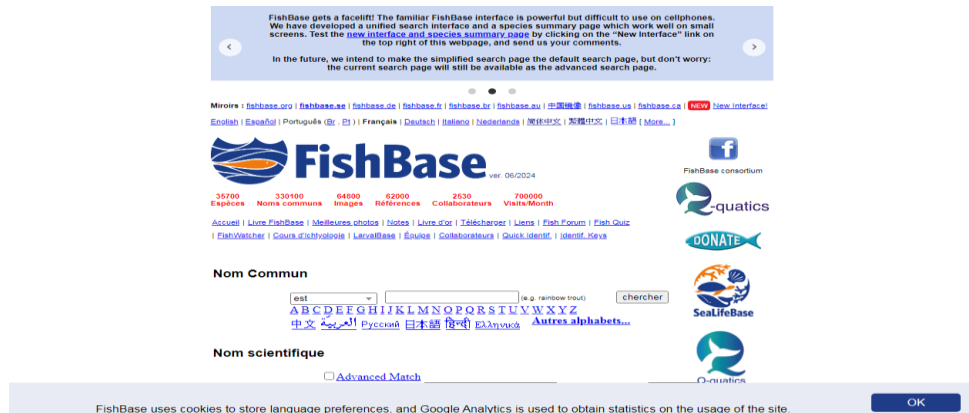 FishBase gets a facelift! The familiar FishBase interface is powerful but difficult to use on cellphones.
We have developed a unified search interface and a species summary page which work well on small
screens. Test the new interface and species summary page by clicking on the “New Interface” link on
the top right of this webpage, and send us your comments.
In the future, we intend to make the simplified search page the default search page, but don't worry:
the current search page will still be available as the advanced search page.
Miroirs : fishbase.org | fishbase.se | fishbase.de | fishbase.fr | fishbase.br | fishbase.au | 中国镜像 | fishbase.us | fishbase.ca | NEW New Interface!
English | Español | Português (Br , Pt ) | Français | Deutsch | Italiano | Nederlands | 简体中文 | 繁體中文 | 日本語 [ More... ]
FishBase ver. 06/2024
FishBase consortium
35700 330100 64800 62000 2530 700000
Espèces Noms communs Images Références Collaborateurs Visits/Month
Q-quatics
Accueil | Livre FishBase | Meilleures photos | Notes | Livre d'or | Télécharger | Liens | Fish Forum | Fish Quiz
| FishWatcher | Cours d'Ichtyologie | LarvalBase | Équipe | Collaborateurs | Quick Identif. | Identif. Keys
DONATE
Nom Commun
est (e.g. rainbow trout) chercher
A B C D E F G H I J K L M N O P Q R S T U V W X Y Z
中文 العربيّة Русский 日本語 हिन्दी Ελληνικά Autres alphabets...
SeaLifeBase
Nom scientifique
Advanced Match
Q-quatics
FishBase uses cookies to store language preferences, and Google Analytics is used to obtain statistics on the usage of the site.
OK